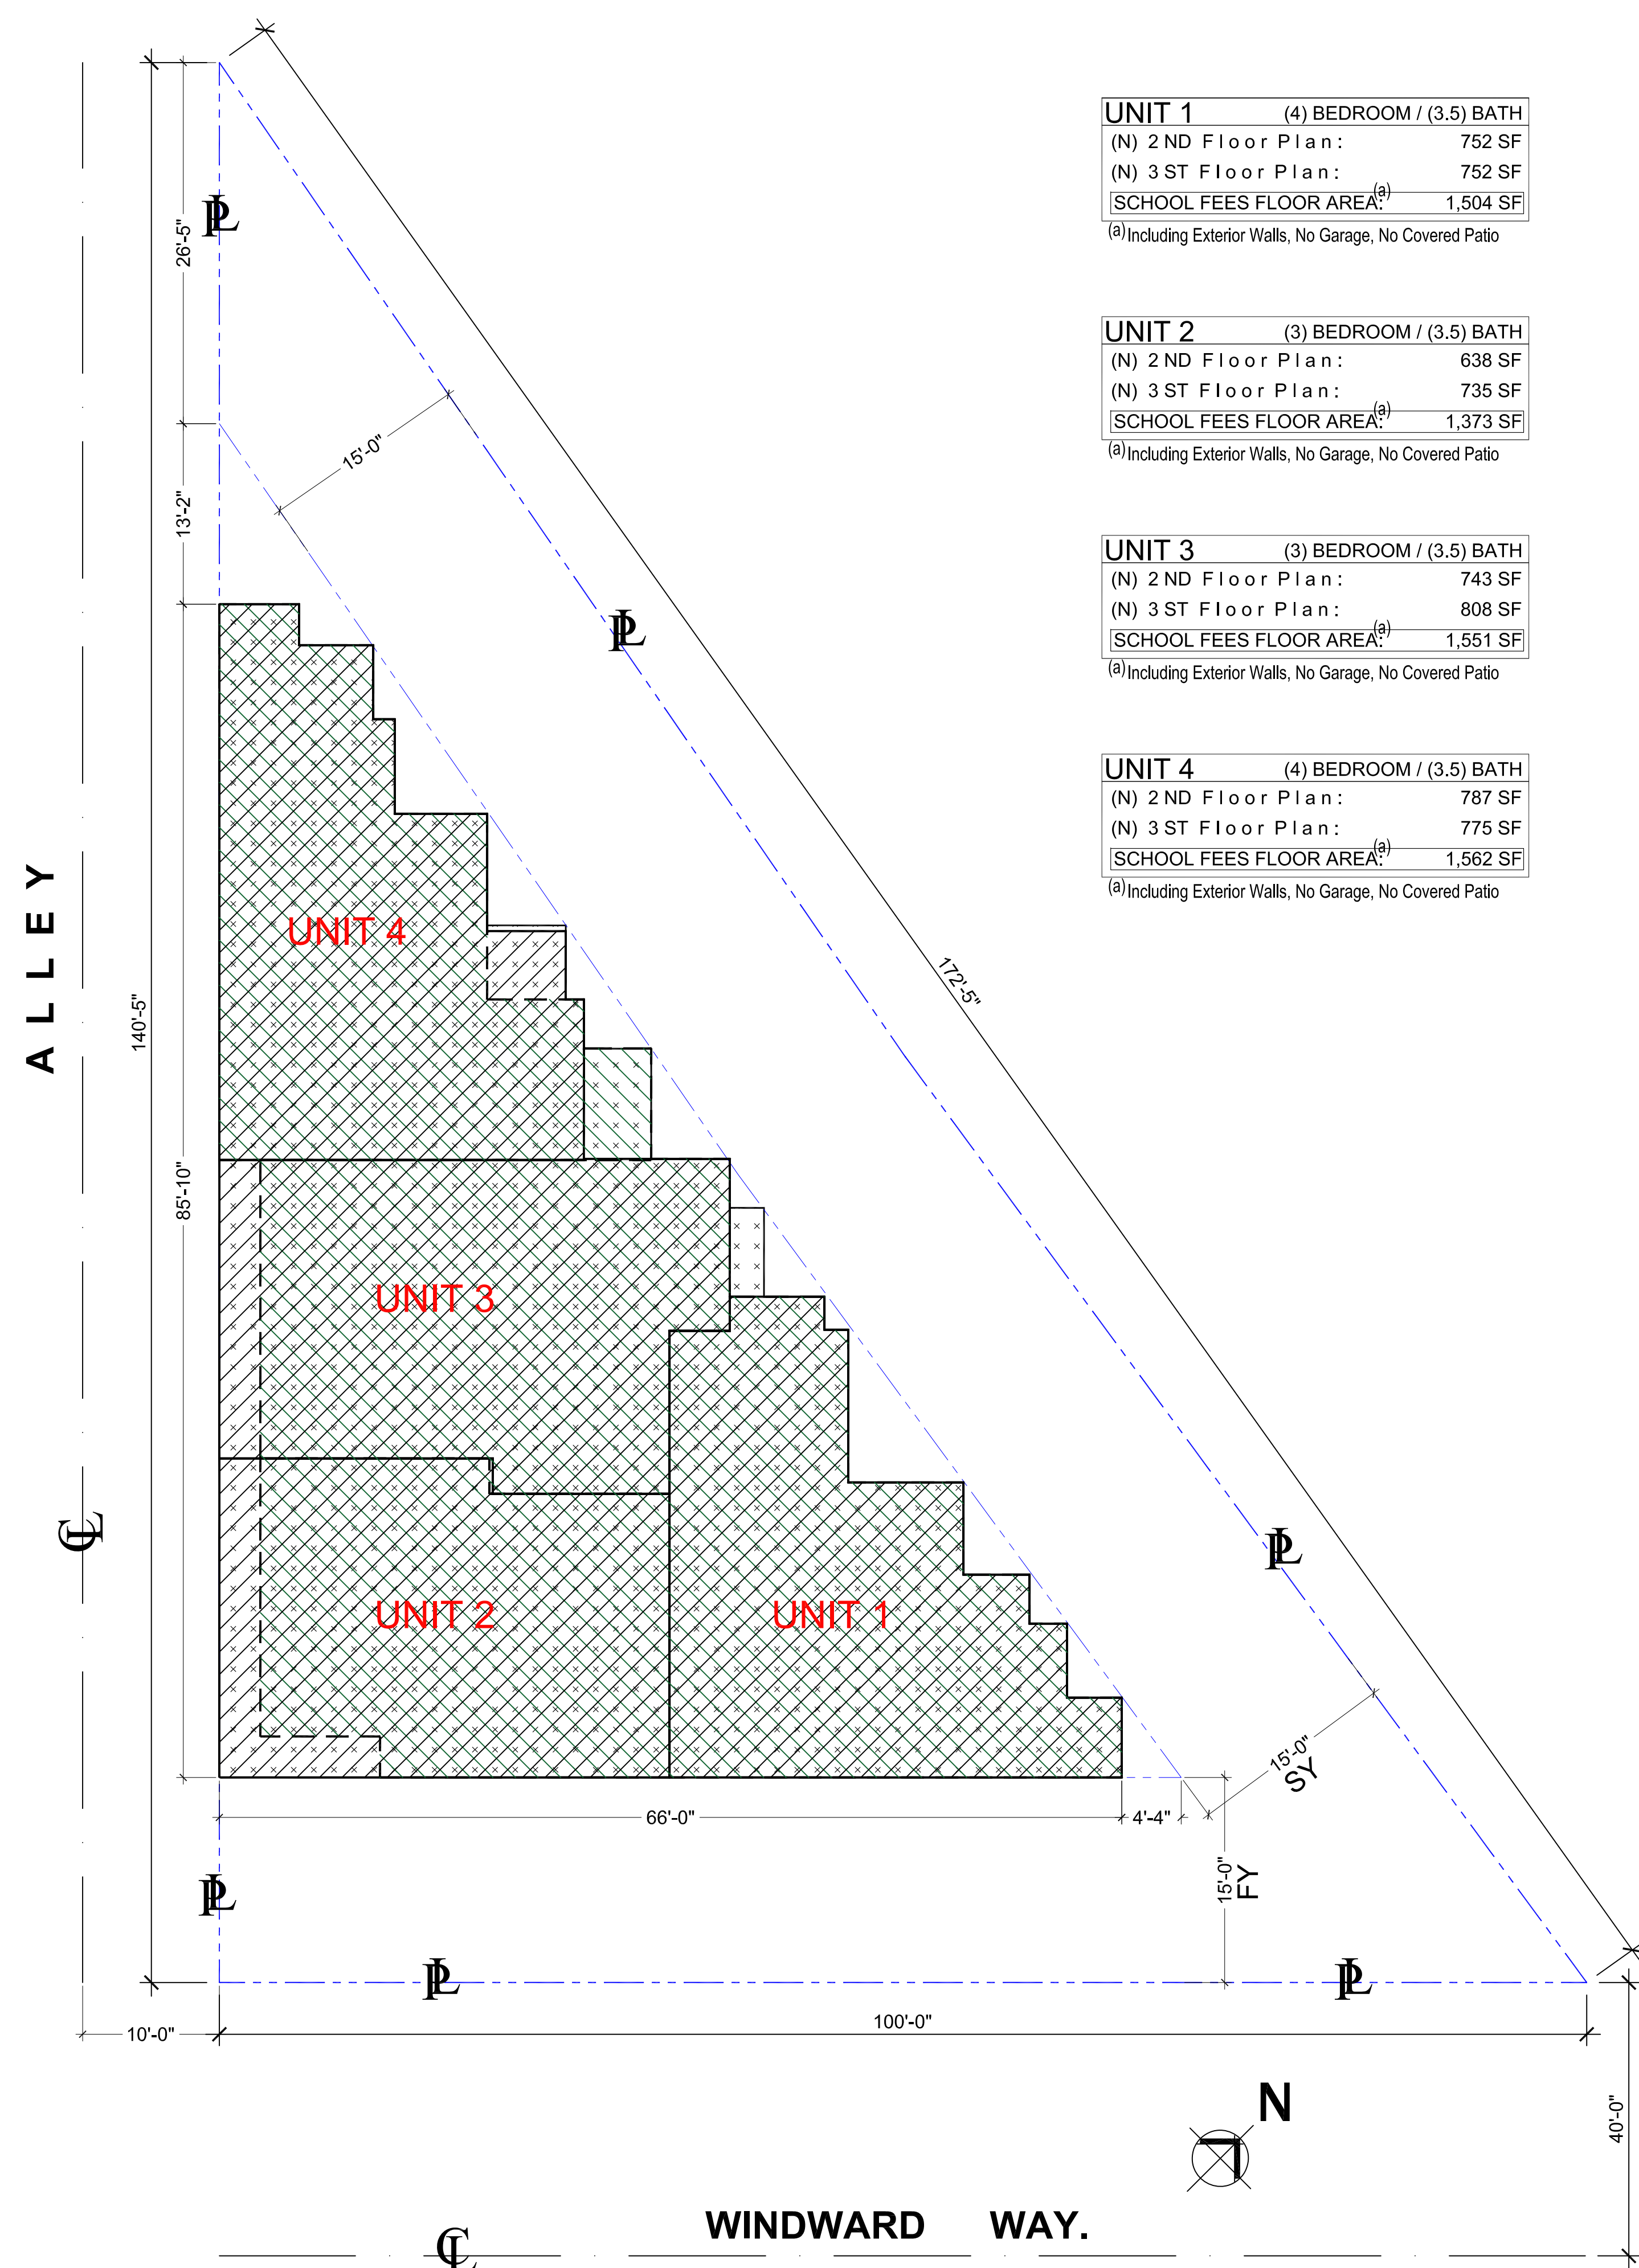 UNIT 1 (4) BEDROOM / (3.5) BATH
(N) 2 ND Floor Plan: 752 SF
(N) 3 ST Floor Plan: 752 SF
SCHOOL FEES FLOOR AREA: (a) 1,504 SF
(a) Including Exterior Walls, No Garage, No Covered Patio
UNIT 2 (3) BEDROOM / (3.5) BATH
(N) 2 ND Floor Plan: 638 SF
(N) 3 ST Floor Plan: 735 SF
SCHOOL FEES FLOOR AREA: (a) 1,373 SF
(a) Including Exterior Walls, No Garage, No Covered Patio
UNIT 3 (3) BEDROOM / (3.5) BATH
(N) 2 ND Floor Plan: 743 SF
(N) 3 ST Floor Plan: 808 SF
SCHOOL FEES FLOOR AREA: (a) 1,551 SF
(a) Including Exterior Walls, No Garage, No Covered Patio
UNIT 4 (4) BEDROOM / (3.5) BATH
(N) 2 ND Floor Plan: 787 SF
(N) 3 ST Floor Plan: 775 SF
SCHOOL FEES FLOOR AREA: (a) 1,562 SF
(a) Including Exterior Walls, No Garage, No Covered Patio
PL
26'-5"
15'-0"
13'-2"
PL
ALLEY
UNIT 4
172'-5"
140'-5"
85'-10"
UNIT 3
CL
PL
UNIT 2
UNIT 1
15'-0"
SY
66'-0"
4'-4"
15'-0"
FY
PL
PL
PL
10'-0"
100'-0"
N
40'-0"
WINDWARD WAY.
CL